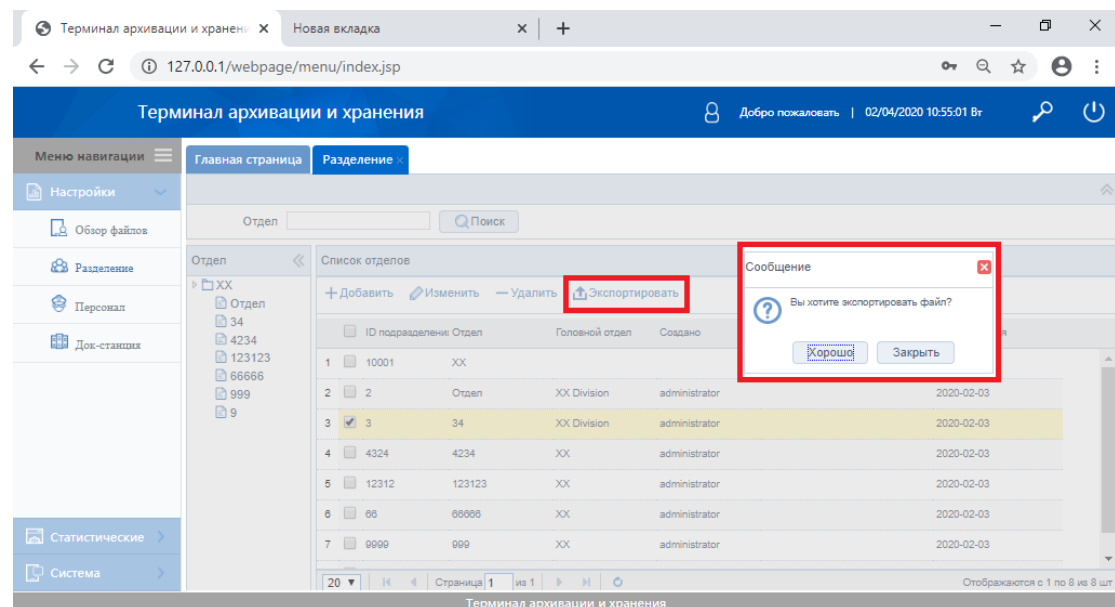 Терминал архивации и хранени
Новая вкладка
127.0.0.1/webpage/menu/index.jsp
Терминал архивации и хранения
Добро пожаловать | 02/04/2020 10:55:01 Вт
Меню навигации
Главная страница
Разделение
Настройки
Обзор файлов
Разделение
Персонал
Док-станция
Статистические
Система
Отдел
Поиск
Отдел
XX
Отдел
34
4234
123123
66666
999
9
Список отделов
Добавить Изменить Удалить Экспортировать
ID подразделени Отдел Головной отдел Создано
1 10001 XX
2 2 Отдел XX Division administrator 2020-02-03
3 3 34 XX Division administrator 2020-02-03
4 4324 4234 XX administrator 2020-02-03
5 12312 123123 XX administrator 2020-02-03
6 66 66666 XX administrator 2020-02-03
7 9999 999 XX administrator 2020-02-03
20 Страница 1 из 1 Отображаются с 1 по 8 из 8 шт
Сообщение
Вы хотите экспортировать файл?
Хорошо Закрыть
Терминал архивации и хранения